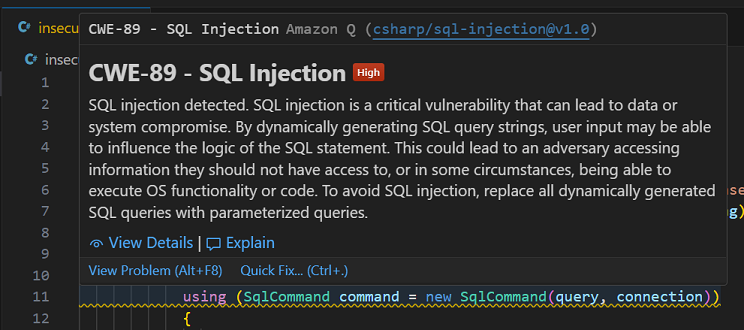 CWE-89 - SQL Injection Amazon Q (csharp/sql-injection@v1.0)
C# insecu
C# insec
CWE-89 - SQL Injection High
1
SQL injection detected. SQL injection is a critical vulnerability that can lead to data or
2
system compromise. By dynamically generating SQL query strings, user input may be able
3
to influence the logic of the SQL statement. This could lead to an adversary accessing
4
information they should not have access to, or in some circumstances, being able to
5
execute OS functionality or code. To avoid SQL injection, replace all dynamically generated
6
SQL queries with parameterized queries.
7
8
View Details | Explain
9
View Problem (Alt+F8) Quick Fix... (Ctrl+.)
10
11 using (SqlCommand command = new SqlCommand(query, connection))
12 {